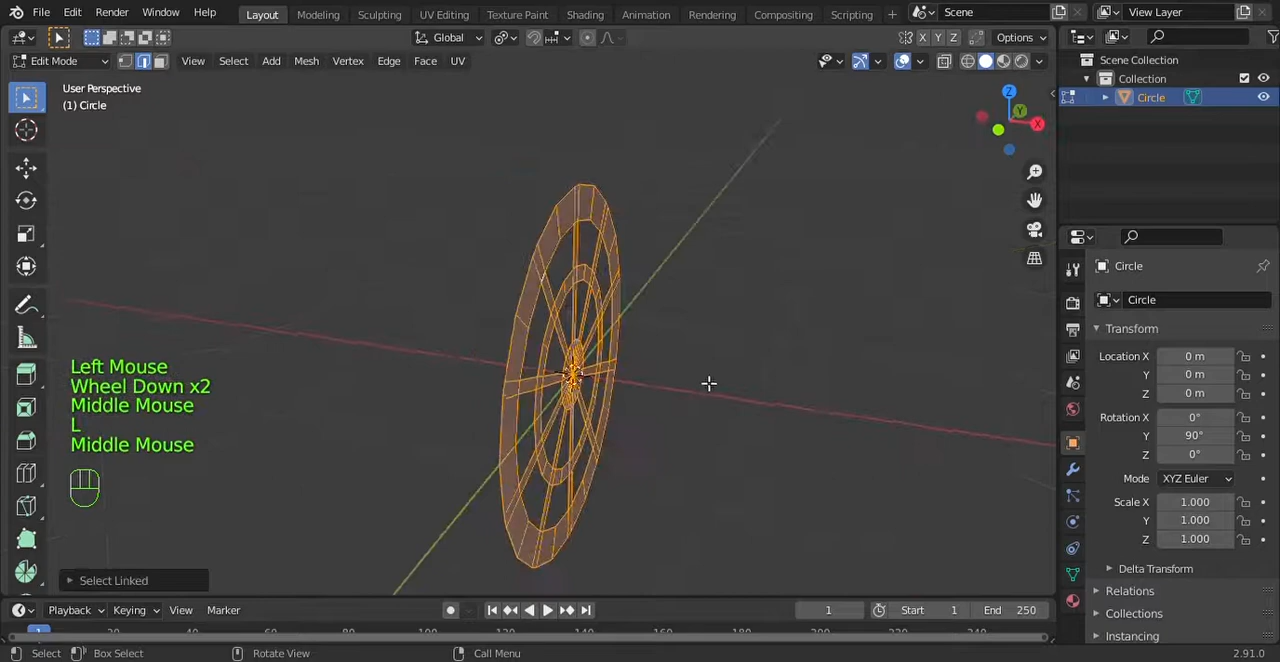 File Edit Render Window Help Layout Modeling Sculpting UV Editing Texture Paint Shading Animation Rendering Compositing Scripting + Scene View Layer
Global X Y Z Options
Edit Mode View Select Add Mesh Vertex Edge Face UV
User Perspective
(1) Circle
Z
Y
X
Scene Collection
Collection
Circle
Circle
Circle
Transform
Location X 0 m
Y 0 m
Z 0 m
Rotation X 0°
Y 90°
Z 0°
Mode XYZ Euler
Scale X 1.000
Y 1.000
Z 1.000
Delta Transform
Relations
Collections
Instancing
Left Mouse
Wheel Down x2
Middle Mouse
L
Middle Mouse
Select Linked
Playback Keying View Marker 1 Start 1 End 250
1
Select Box Select Rotate View Call Menu 2.91.0